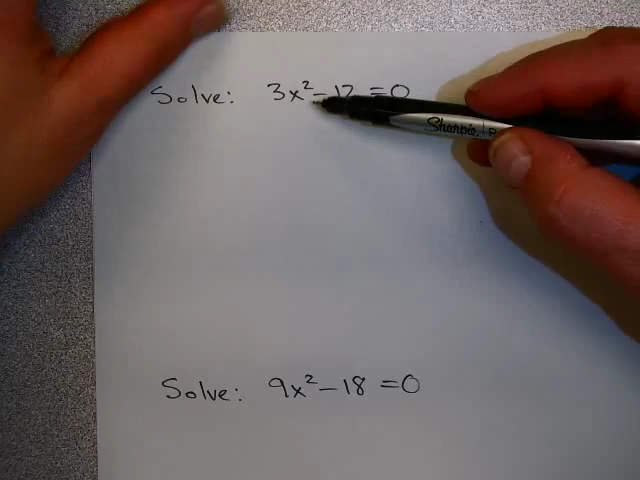 Solve: 3x² - 12 = 0
Sharpie
Solve: 9x² - 18 = 0